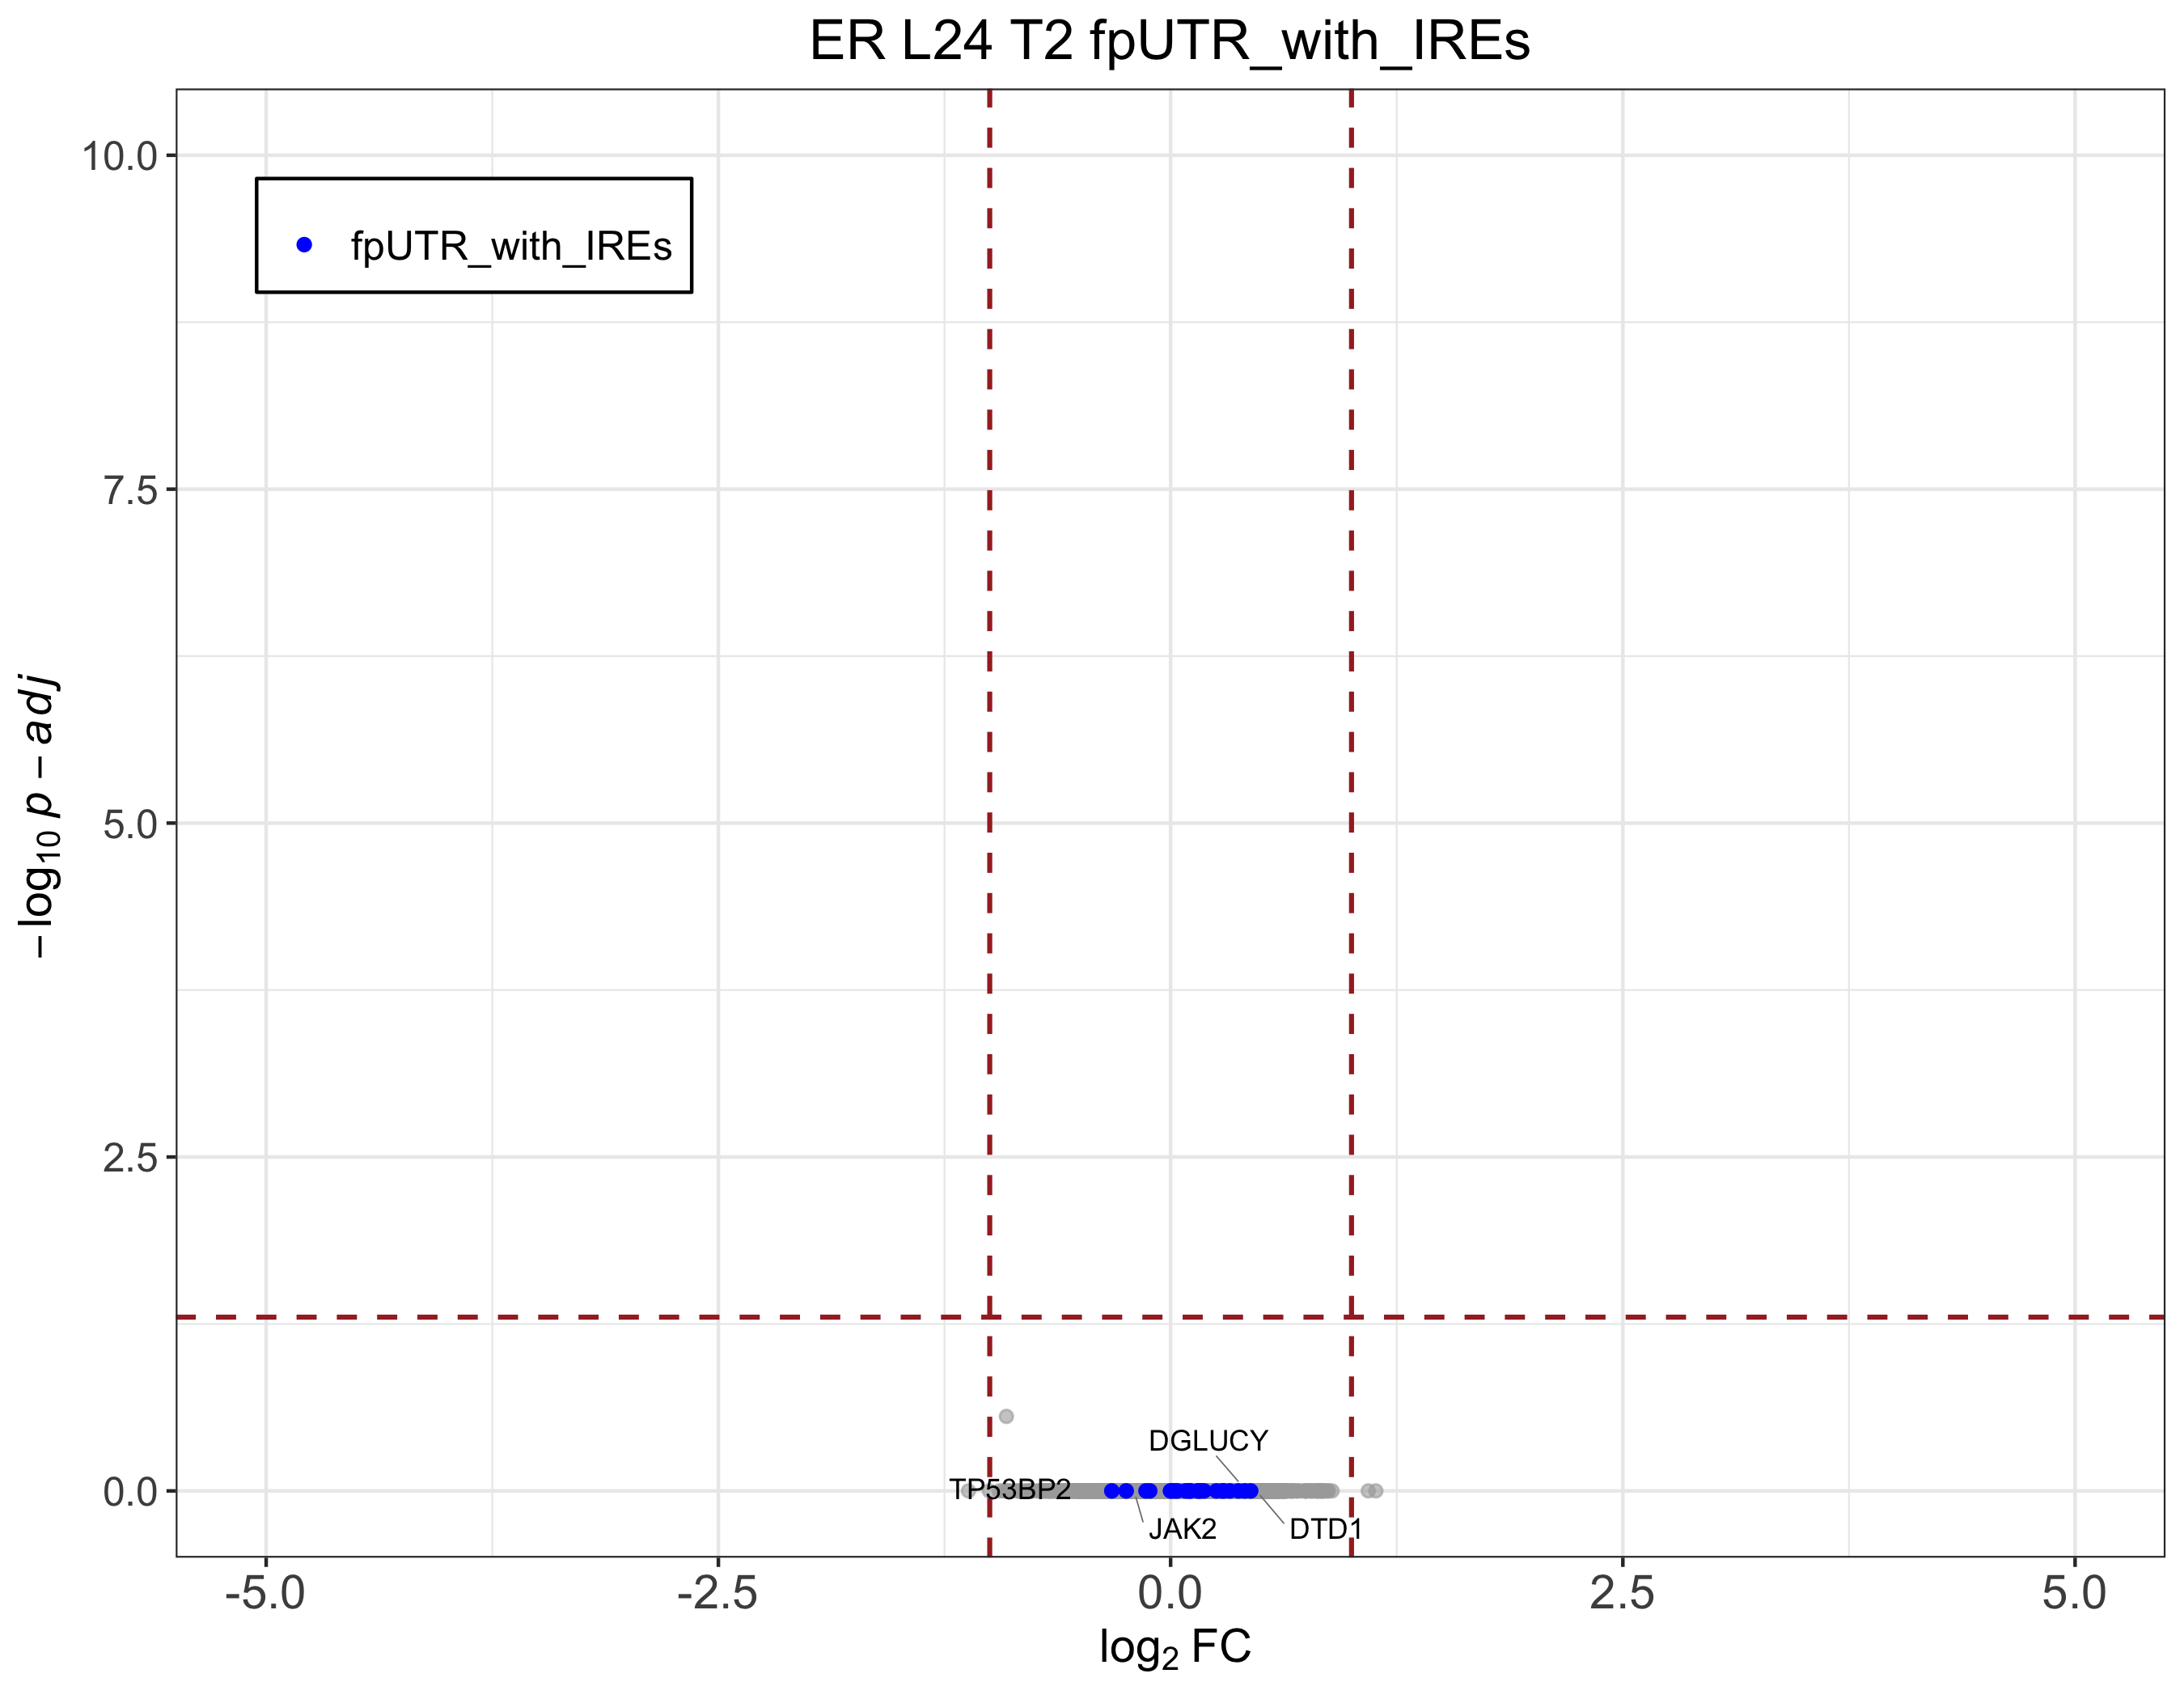 ER L24 T2 fpUTR_with_IREs
10.0
fpUTR_with_IREs
7.5
5.0
2.5
0.0
−log10 p − adj
DGLUCY
TP53BP2
JAK2
DTD1
-5.0
-2.5
0.0
2.5
5.0
log2 FC